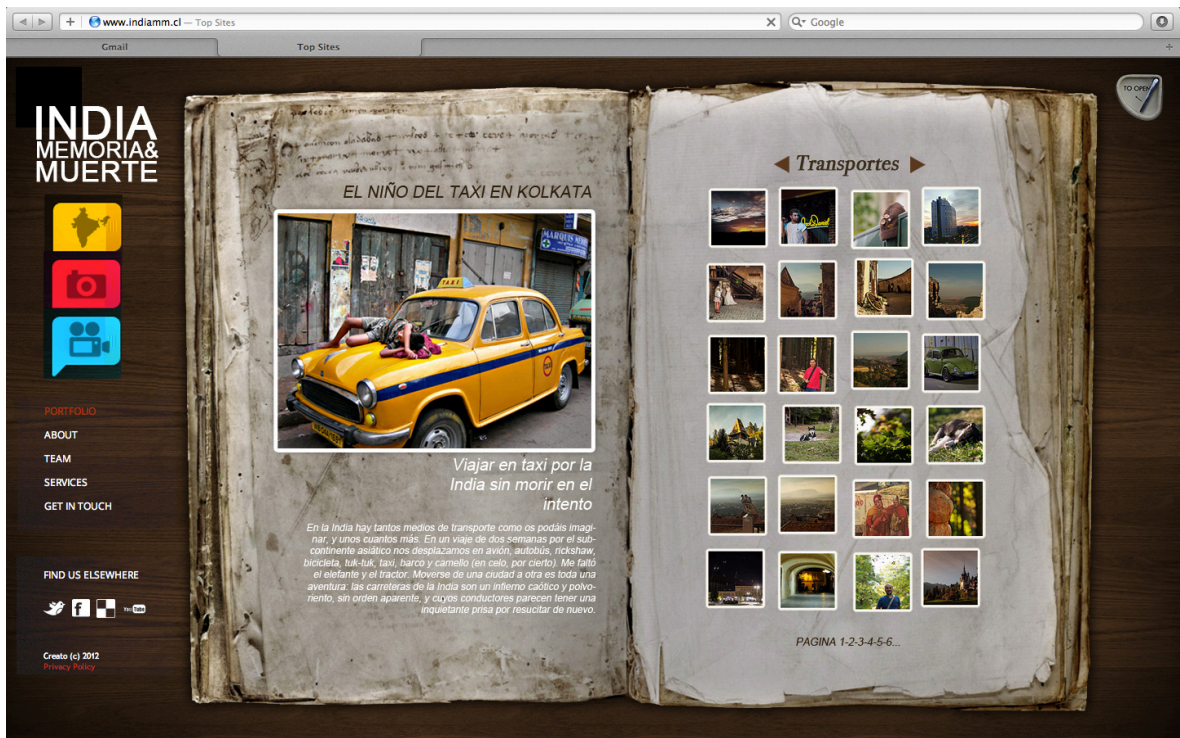 www.indiamm.cl — Top Sites
Google
Gmail
Top Sites
INDIA
MEMORIA&
MUERTE
PORTFOLIO
ABOUT
TEAM
SERVICES
GET IN TOUCH
FIND US ELSEWHERE
You Tube
Creato (c) 2012
Privacy Policy
EL NIÑO DEL TAXI EN KOLKATA
MARQUIS
TAXI
TAXI
Viajar en taxi por la
India sin morir en el
intento
En la India hay tantos medios de transporte como os podáis imagi-
nar, y unos cuantos más. En un viaje de dos semanas por el sub-
continente asiático nos desplazamos en avión, autobús, rickshaw,
bicicleta, tuk-tuk, taxi, barco y camello (en celo, por cierto). Me faltó
el elefante y el tractor. Moverse de una ciudad a otra es toda una
aventura: las carreteras de la India son un infierno caótico y polvo-
riento, sin orden aparente, y cuyos conductores parecen tener una
inquietante prisa por resucitar de nuevo.
Transportes
PAGINA 1-2-3-4-5-6...
TO OPEN